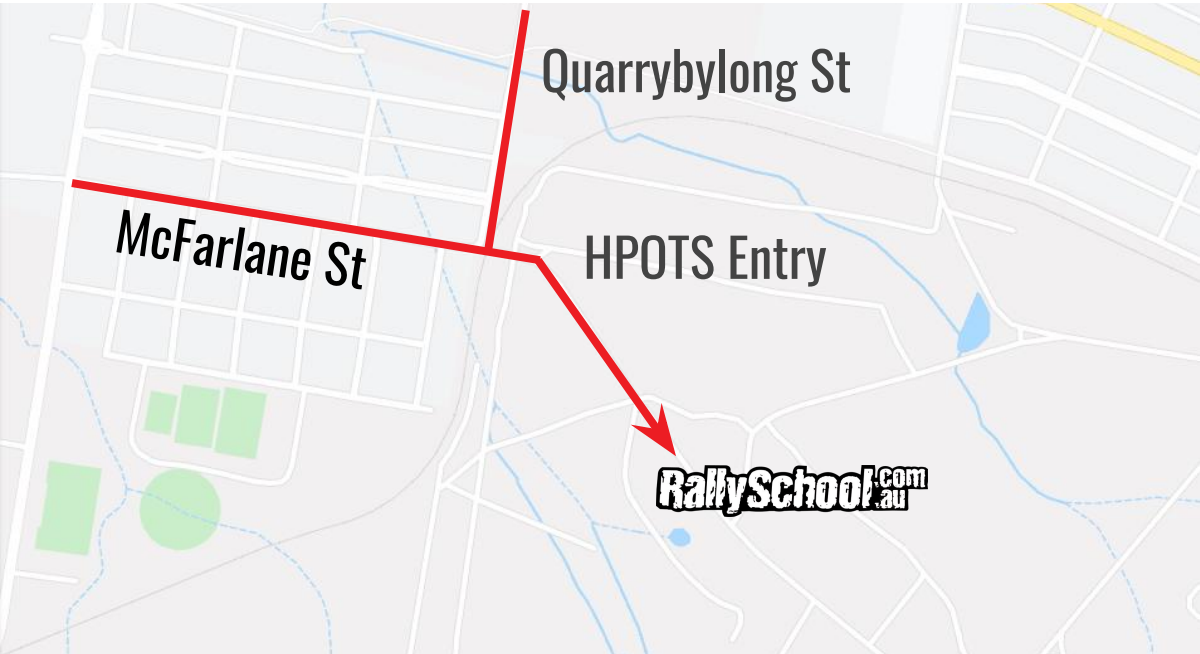 Quarrybylong St
McFarlane St
HPOTS Entry
RallySchool.com
au